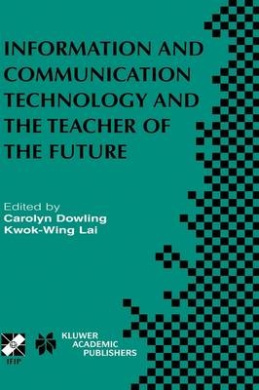 INFORMATION AND
COMMUNICATION
TECHNOLOGY AND
THE TEACHER OF
THE FUTURE
Edited by
Carolyn Dowling
Kwok-Wing Lai
ifip
KLUWER
ACADEMIC
PUBLISHERS